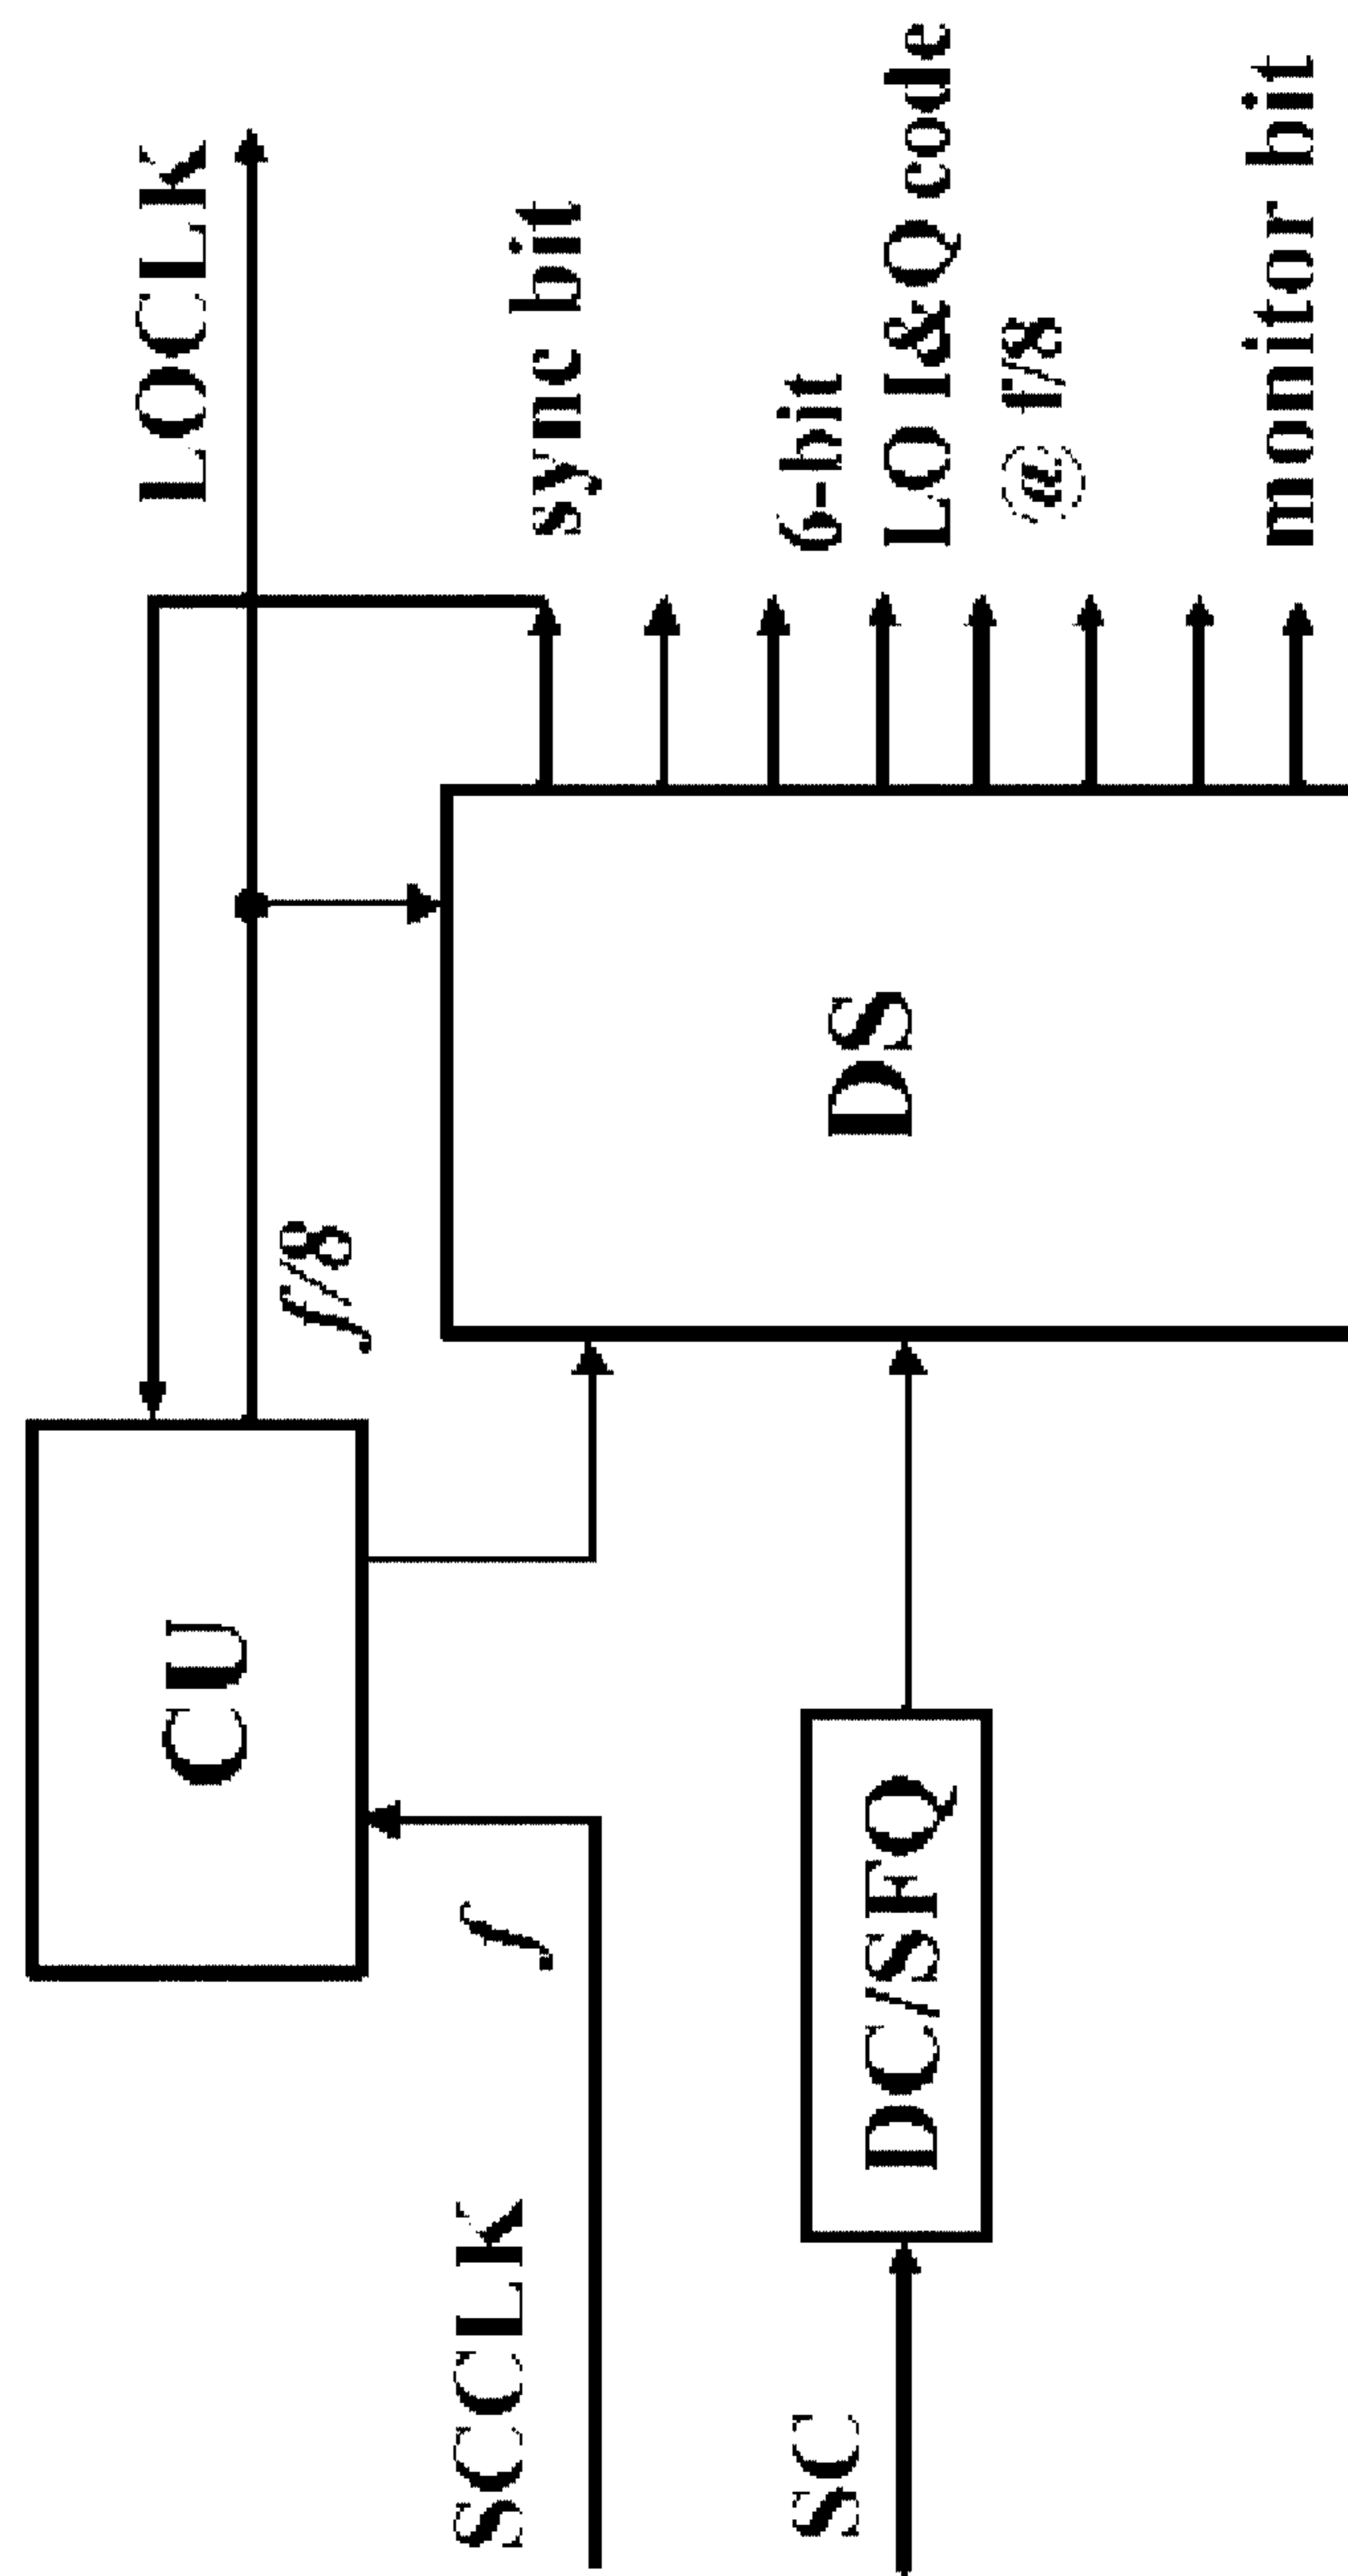 LOCLK
CU
f/8
sync bit
SCCLK
f
6-bit
LO I&Q code
@ f/8
DS
SC
DC/SFQ
monitor bit